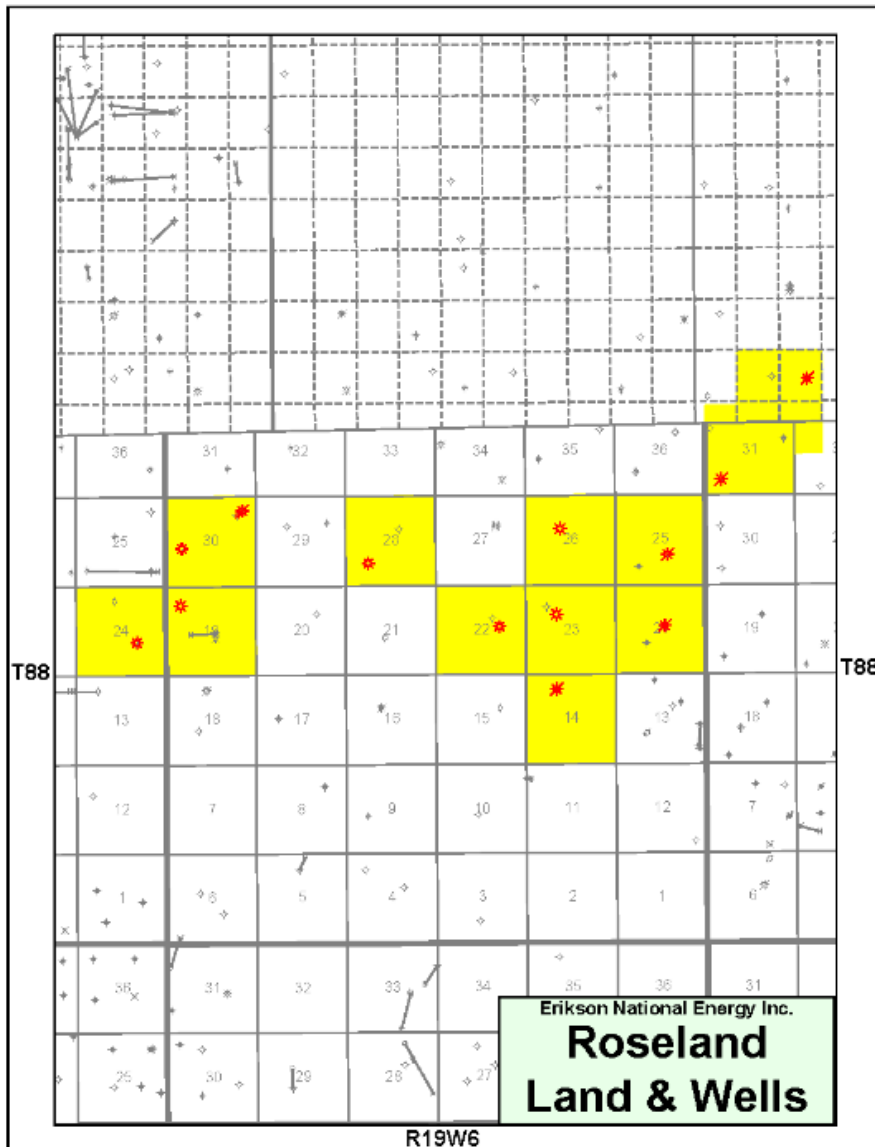 36 31 32 33 34 35 36 31
25 30 29 28 27 26 25 30
24 19 20 21 22 23 24 19
T88 T88
13 18 17 16 15 14 13 18
12 7 8 9 10 11 12 7
1 6 5 4 3 2 1 6
36 31 32 33 34 35 36 31
25 30 29 28 27
Erikson National Energy Inc.
Roseland
Land & Wells
R19W6